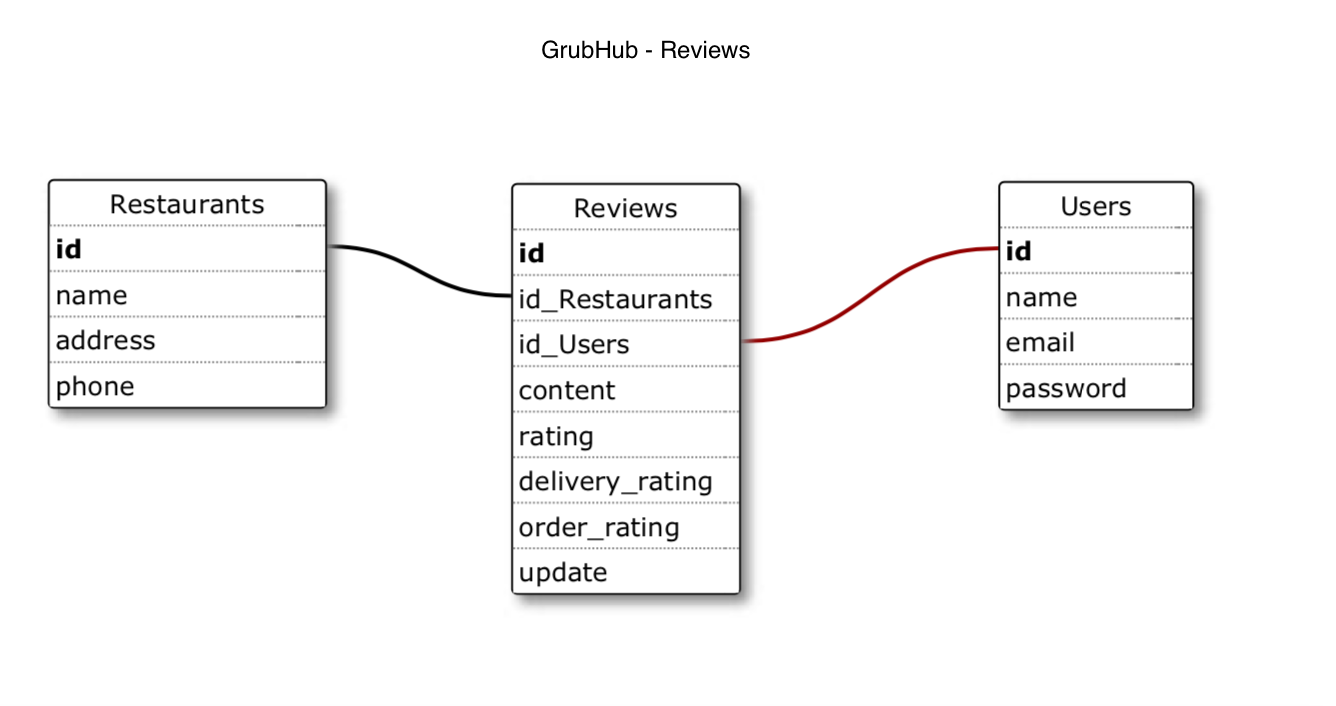 GrubHub - Reviews
Restaurants
id
name
address
phone
Reviews
id
id_Restaurants
id_Users
content
rating
delivery_rating
order_rating
update
Users
id
name
email
password